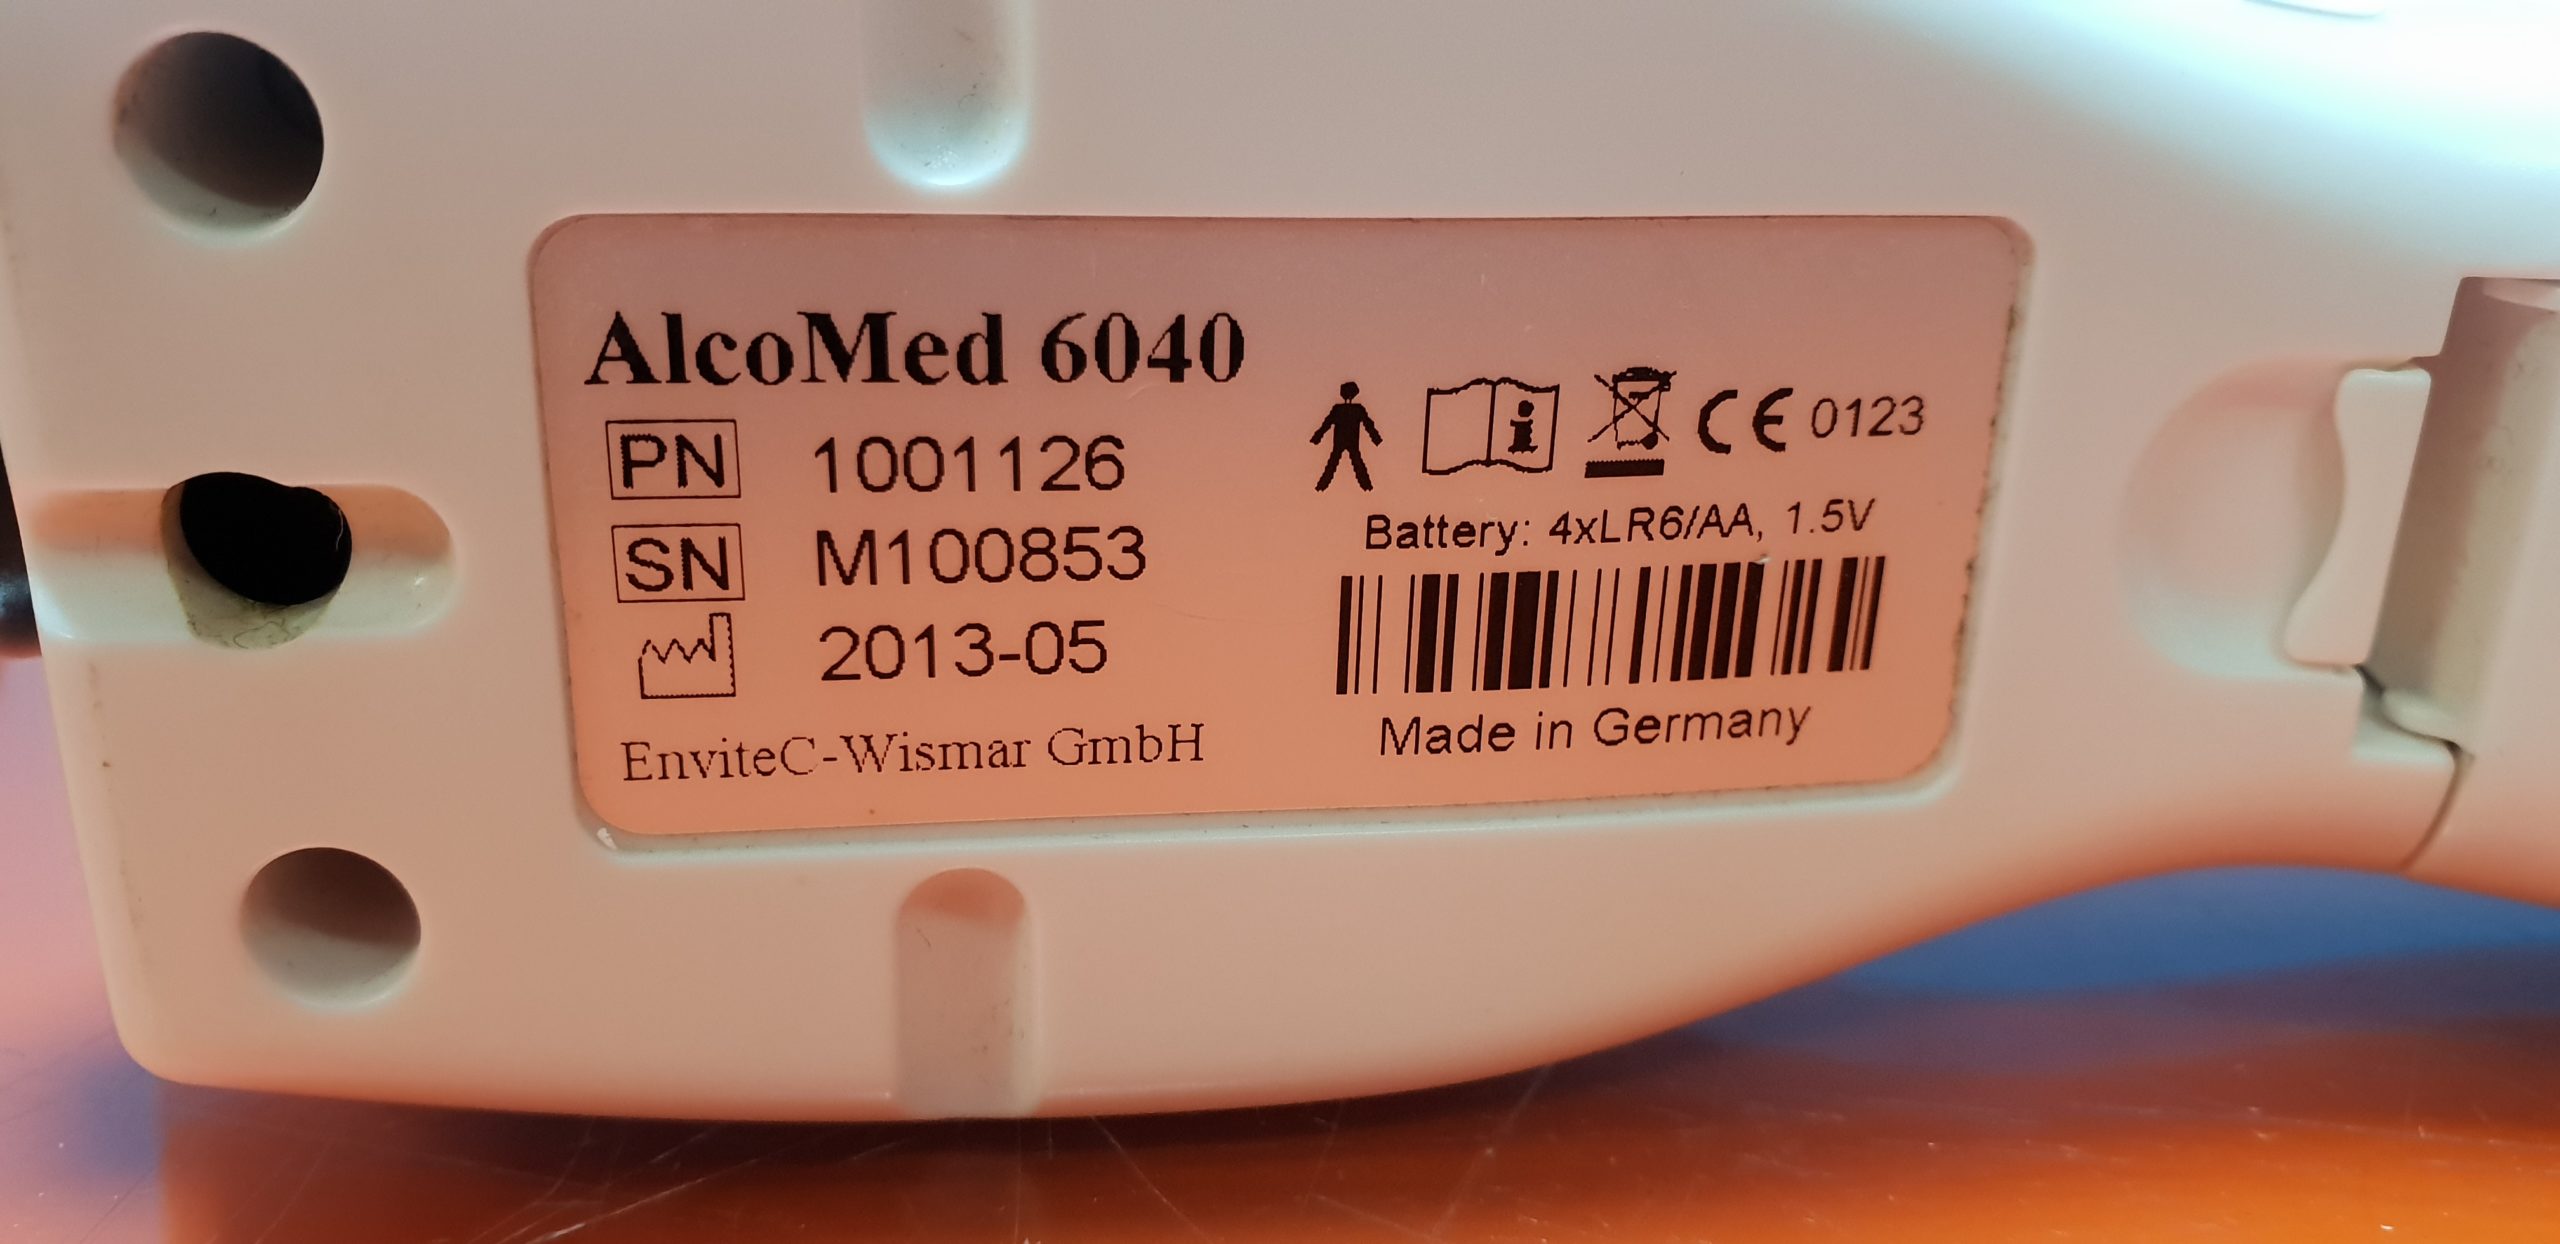 AlcoMed 6040
PN 1001126
SN M100853
2013-05
EnviteC-Wismar GmbH
CE 0123
Battery: 4xLR6/AA, 1.5V
Made in Germany